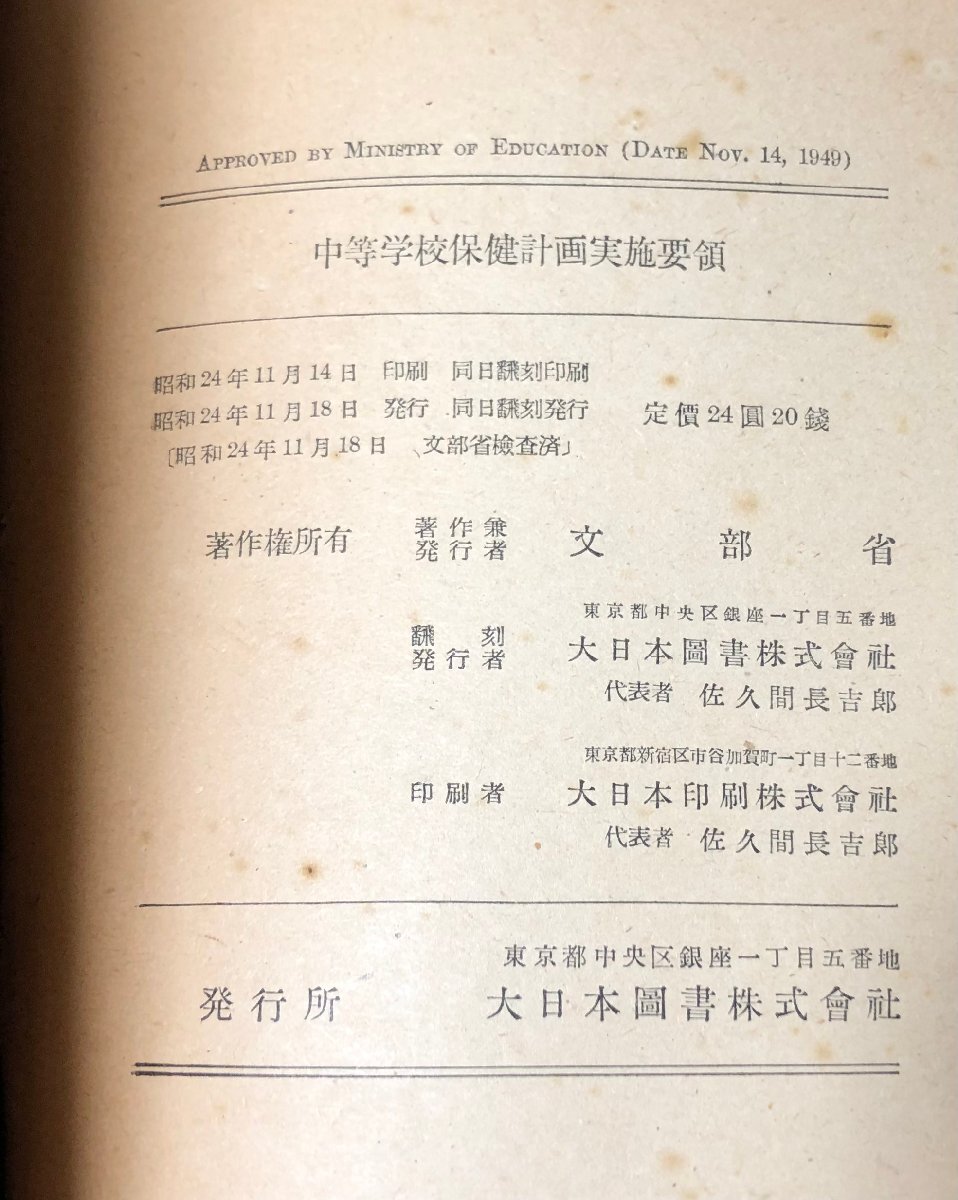 APPROVED BY MINISTRY OF EDUCATION (DATE NOV. 14, 1949)
中等学校保健計画実施要領
昭和24年11月14日 印刷 同日飜刻印刷
昭和24年11月18日 発行 同日飜刻発行 定價24圓20錢
〔昭和24年11月18日 文部省檢査済〕
著作権所有 著作兼発行者 文部省
東京都中央区銀座一丁目五番地
飜刻発行者 大日本圖書株式會社
代表者 佐久間長吉郎
東京都新宿区市谷加賀町一丁目十二番地
印刷者 大日本印刷株式會社
代表者 佐久間長吉郎
東京都中央区銀座一丁目五番地
発行所 大日本圖書株式會社